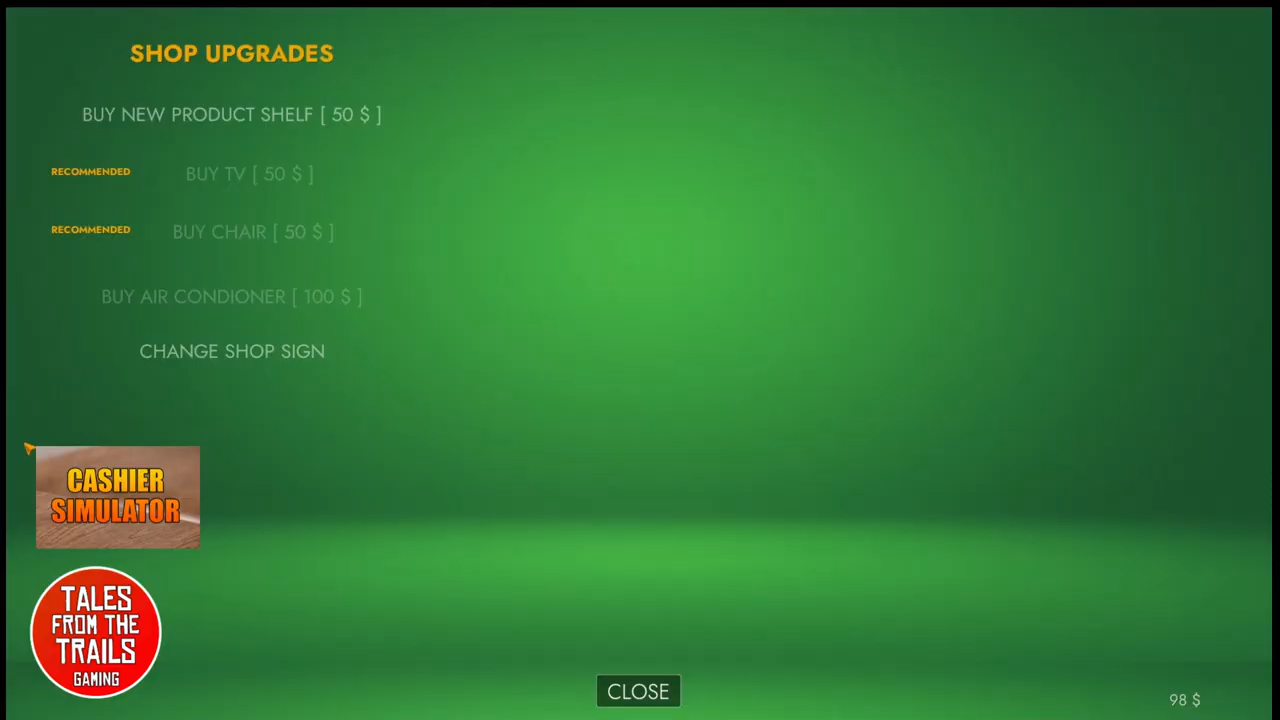 SHOP UPGRADES
BUY NEW PRODUCT SHELF [ 50 $ ]
RECOMMENDED BUY TV [ 50 $ ]
RECOMMENDED BUY CHAIR [ 50 $ ]
BUY AIR CONDIONER [ 100 $ ]
CHANGE SHOP SIGN
CASHIER
SIMULATOR
TALES
FROM THE
TRAILS
GAMING
CLOSE
98 $